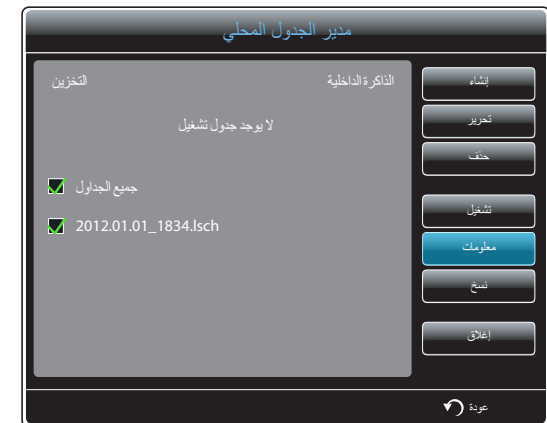 مدير الجدول المحلي
التخزين
الذاكرة الداخلية
لا يوجد جدول تشغيل
جميع الجداول
2012.01.01_1834.lsch
إنشاء
تحرير
حذف
تشغيل
معلومات
نسخ
إغلاق
عودة